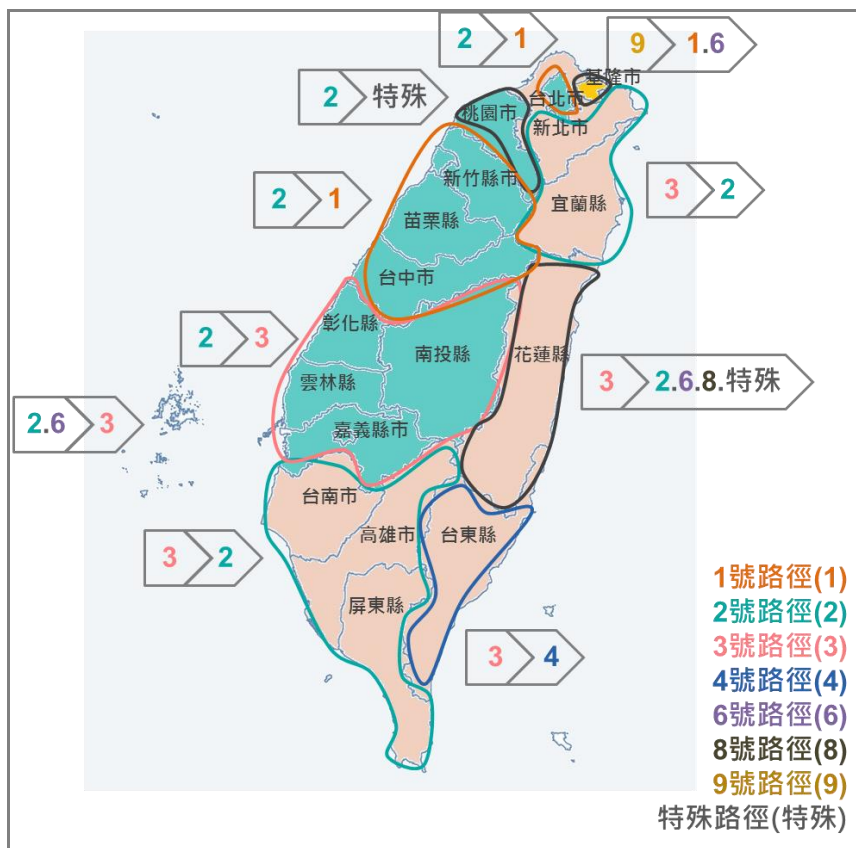 2 1
9 1.6
2 特殊
基隆市
台北市
桃園市
新北市
新竹縣市
2 1
3 2
宜蘭縣
苗栗縣
台中市
彰化縣
2 3
南投縣
花蓮縣
雲林縣
3 2.6.8.特殊
2.6 3
嘉義縣市
台南市
高雄市
台東縣
3 2
屏東縣
3 4
1號路徑(1)
2號路徑(2)
3號路徑(3)
4號路徑(4)
6號路徑(6)
8號路徑(8)
9號路徑(9)
特殊路徑(特殊)